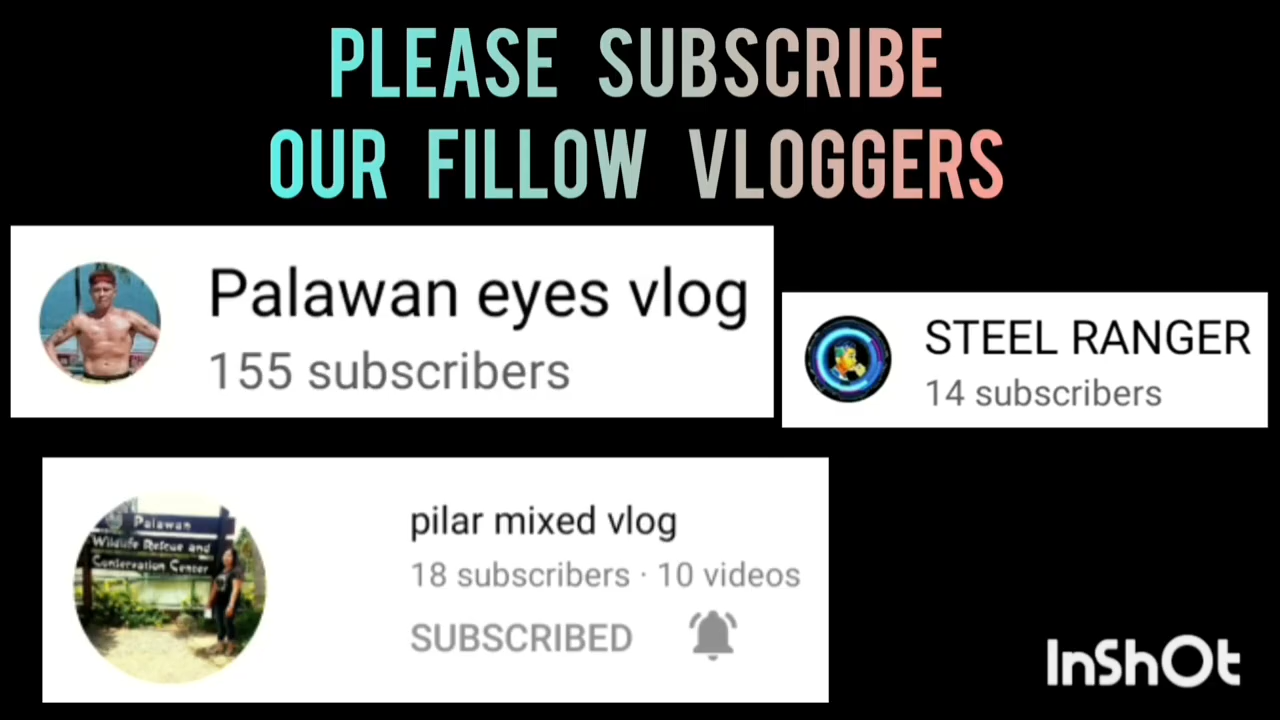 PLEASE SUBSCRIBE
OUR FILLOW VLOGGERS
Palawan eyes vlog
155 subscribers
STEEL RANGER
14 subscribers
Palawan
Wildlife Rescue and
Conservation Center
pilar mixed vlog
18 subscribers · 10 videos
SUBSCRIBED
InShOt